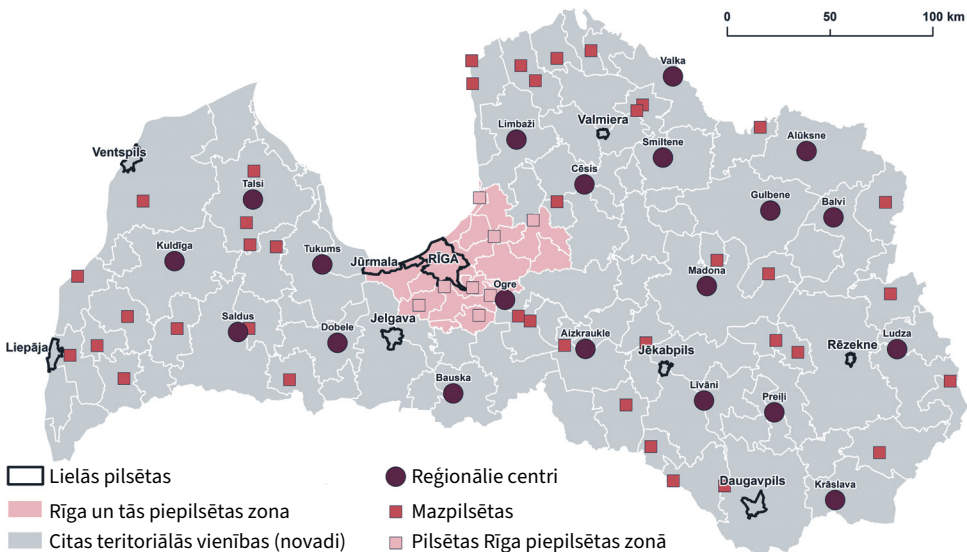 0 50 100 km
Valka
Ventspils
Limbaži
Valmiera
Smiltene
Alūksne
Cēsis
Talsi
Gulbene
Balvi
Kuldīga
Tukums
Jūrmala
RĪGA
Madona
Ogre
Saldus
Dobele
Jelgava
Aizkraukle
Liepāja
Jēkabpils
Rēzekne
Ludza
Bauska
Līvāni
Preiļi
Daugavpils
Krāslava
Lielās pilsētas
Rīga un tās piepilsētas zona
Citas teritoriālās vienības (novadi)
Reģionālie centri
Mazpilsētas
Pilsētas Rīga piepilsētas zonā